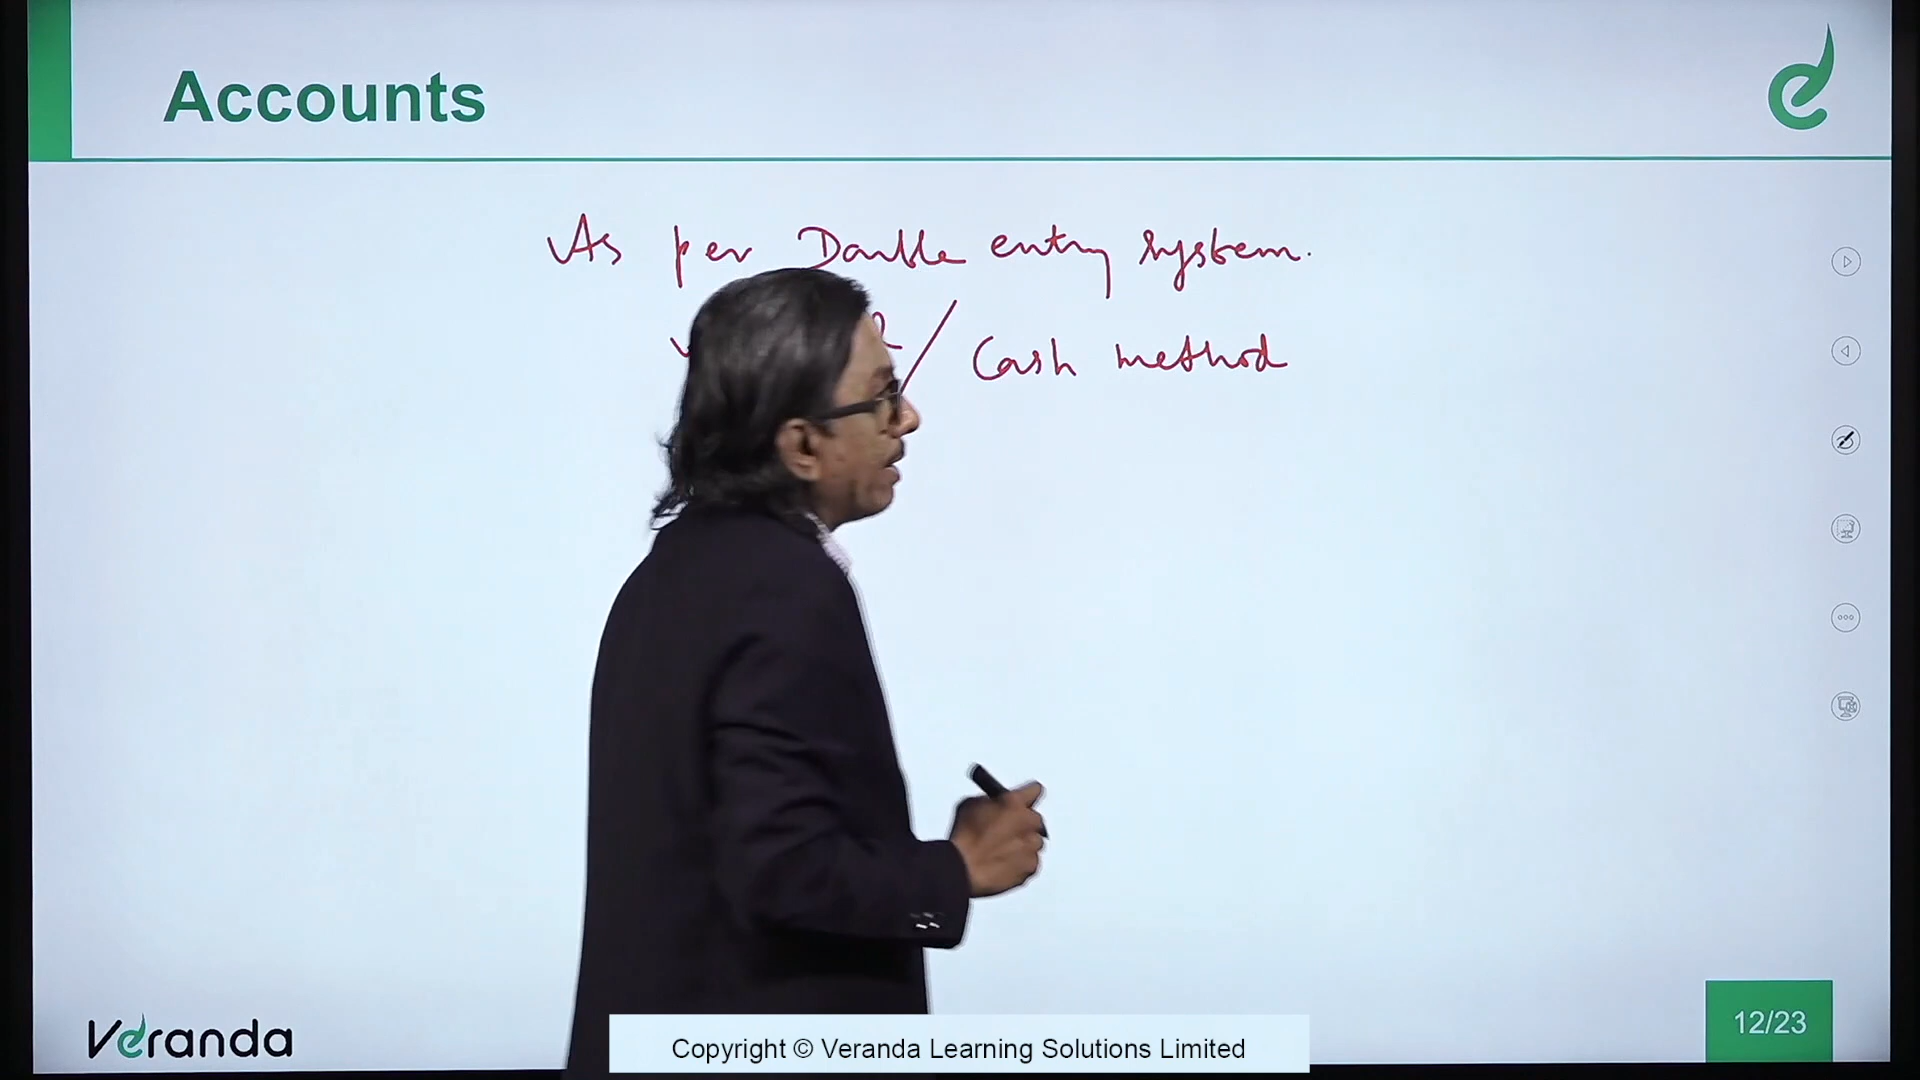 Accounts
As per Double entry system.
/ Cash method
Veranda
12/23
Copyright © Veranda Learning Solutions Limited